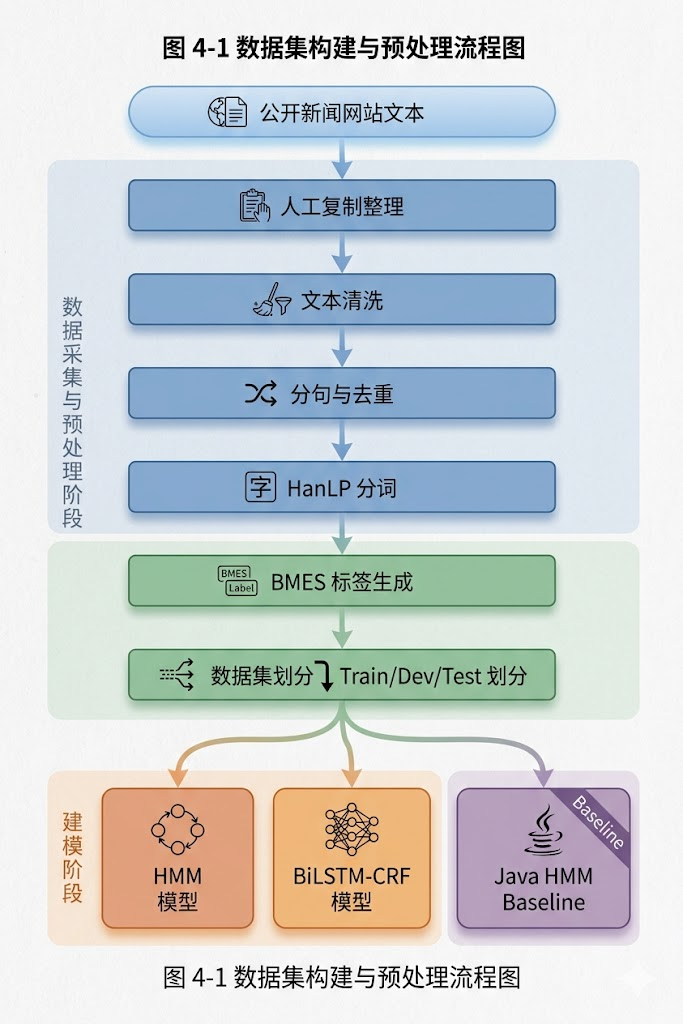 图 4-1 数据集构建与预处理流程图
公开新闻网站文本
数据采集与预处理阶段
人工复制整理
文本清洗
分句与去重
字 HanLP 分词
BMES
Label
BMES 标签生成
数据集划分 Train/Dev/Test 划分
建模阶段
HMM
模型
BiLSTM-CRF
模型
Baseline
Java HMM
Baseline
图 4-1 数据集构建与预处理流程图